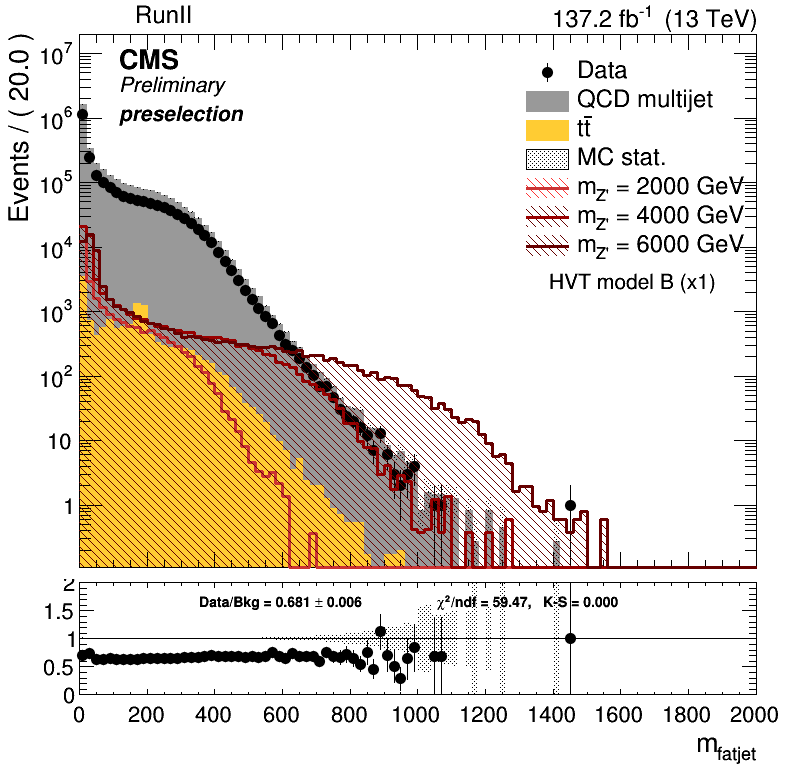 RunII
137.2 fb⁻¹ (13 TeV)
CMS
Preliminary
preselection
Data
QCD multijet
tt̄
MC stat.
m_Z' = 2000 GeV
m_Z' = 4000 GeV
m_Z' = 6000 GeV
HVT model B (x1)
Events / ( 20.0 )
10⁷
10⁶
10⁵
10⁴
10³
10²
10
1
Data/Bkg = 0.681 ± 0.006
χ²/ndf = 59.47, K-S = 0.000
2
1.5
1
0.5
0
0 200 400 600 800 1000 1200 1400 1600 1800 2000
m_fatjet